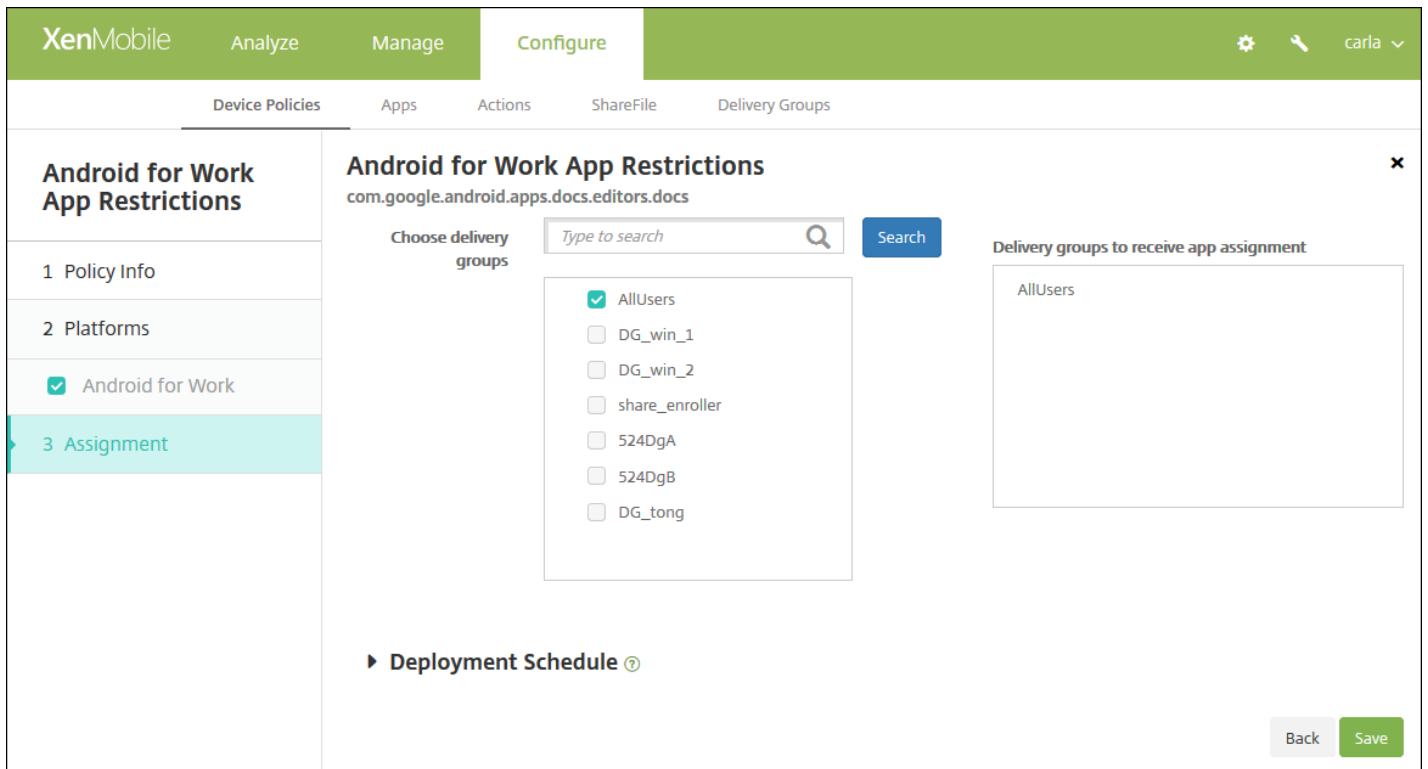 XenMobile Analyze Manage Configure carla
Device Policies Apps Actions ShareFile Delivery Groups
Android for Work
App Restrictions
1 Policy Info
2 Platforms
Android for Work
3 Assignment
Android for Work App Restrictions
com.google.android.apps.docs.editors.docs
Choose delivery
groups
Type to search
Search
AllUsers
DG_win_1
DG_win_2
share_enroller
524DgA
524DgB
DG_tong
Delivery groups to receive app assignment
AllUsers
Deployment Schedule ?
Back Save